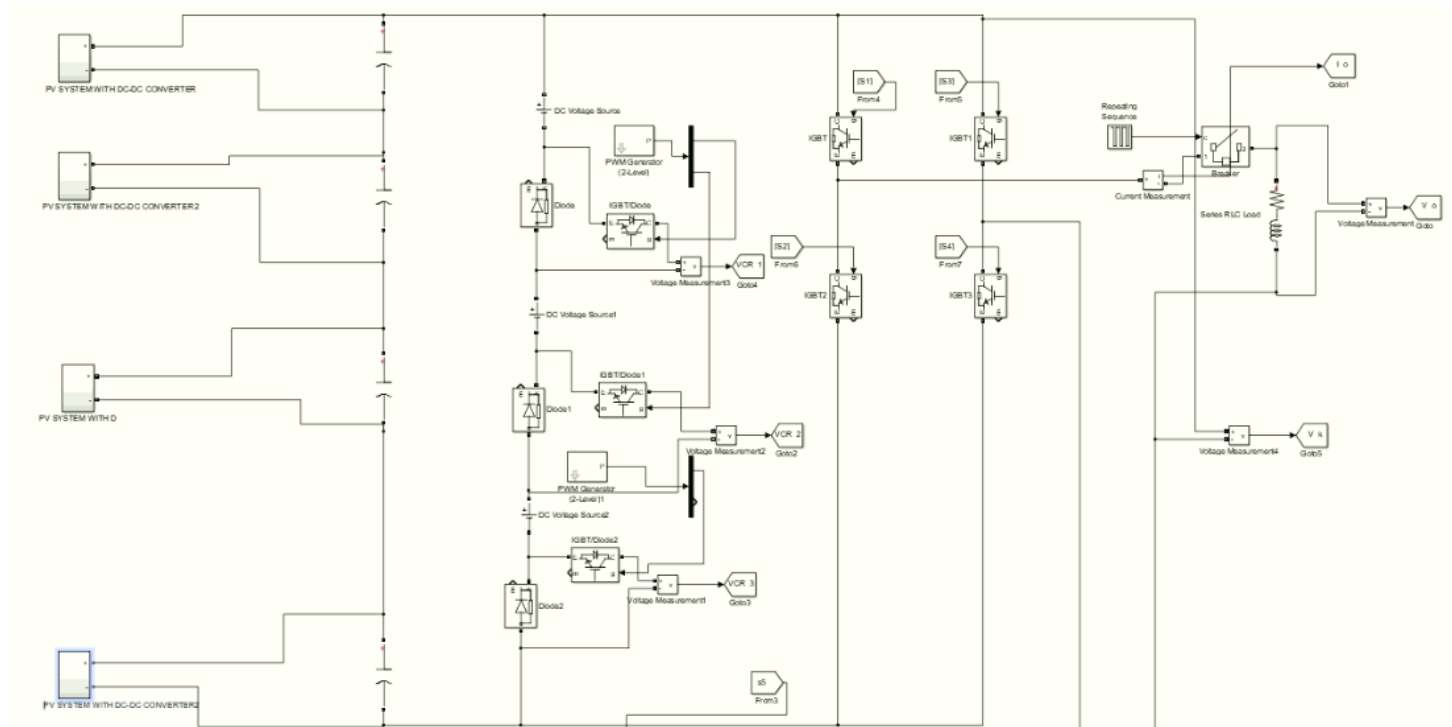 PV SYSTEM WITH DC-DC CONVERTER
PV SYSTEM WITH DC-DC CONVERTER 2
PV SYSTEM WITH D
PV SYSTEM WITH DC-DC CONVERTER2
DC Voltage Source
PWM Generator
(2-Level)
Diode
IGBT/Diode
Voltage Measurement3
VCR 1
Goto4
DC Voltage Source1
IGBT/Diode1
Diode1
VCR 2
Voltage Measurement2
Goto2
PWM Generator
(2-Level)1
DC Voltage Source2
IGBT/Diode2
Diode2
VCR 3
Voltage Measurement1
Goto3
[S1]
From4
[S3]
From5
IGBT
IGBT1
[S2]
From6
[S4]
From7
IGBT2
IGBT3
s5
From3
Repeating
Sequence
Breaker
Current Measurement
I o
Goto1
Series RLC Load
V o
Voltage Measurement
Goto
V k
Voltage Measurement4
Goto5